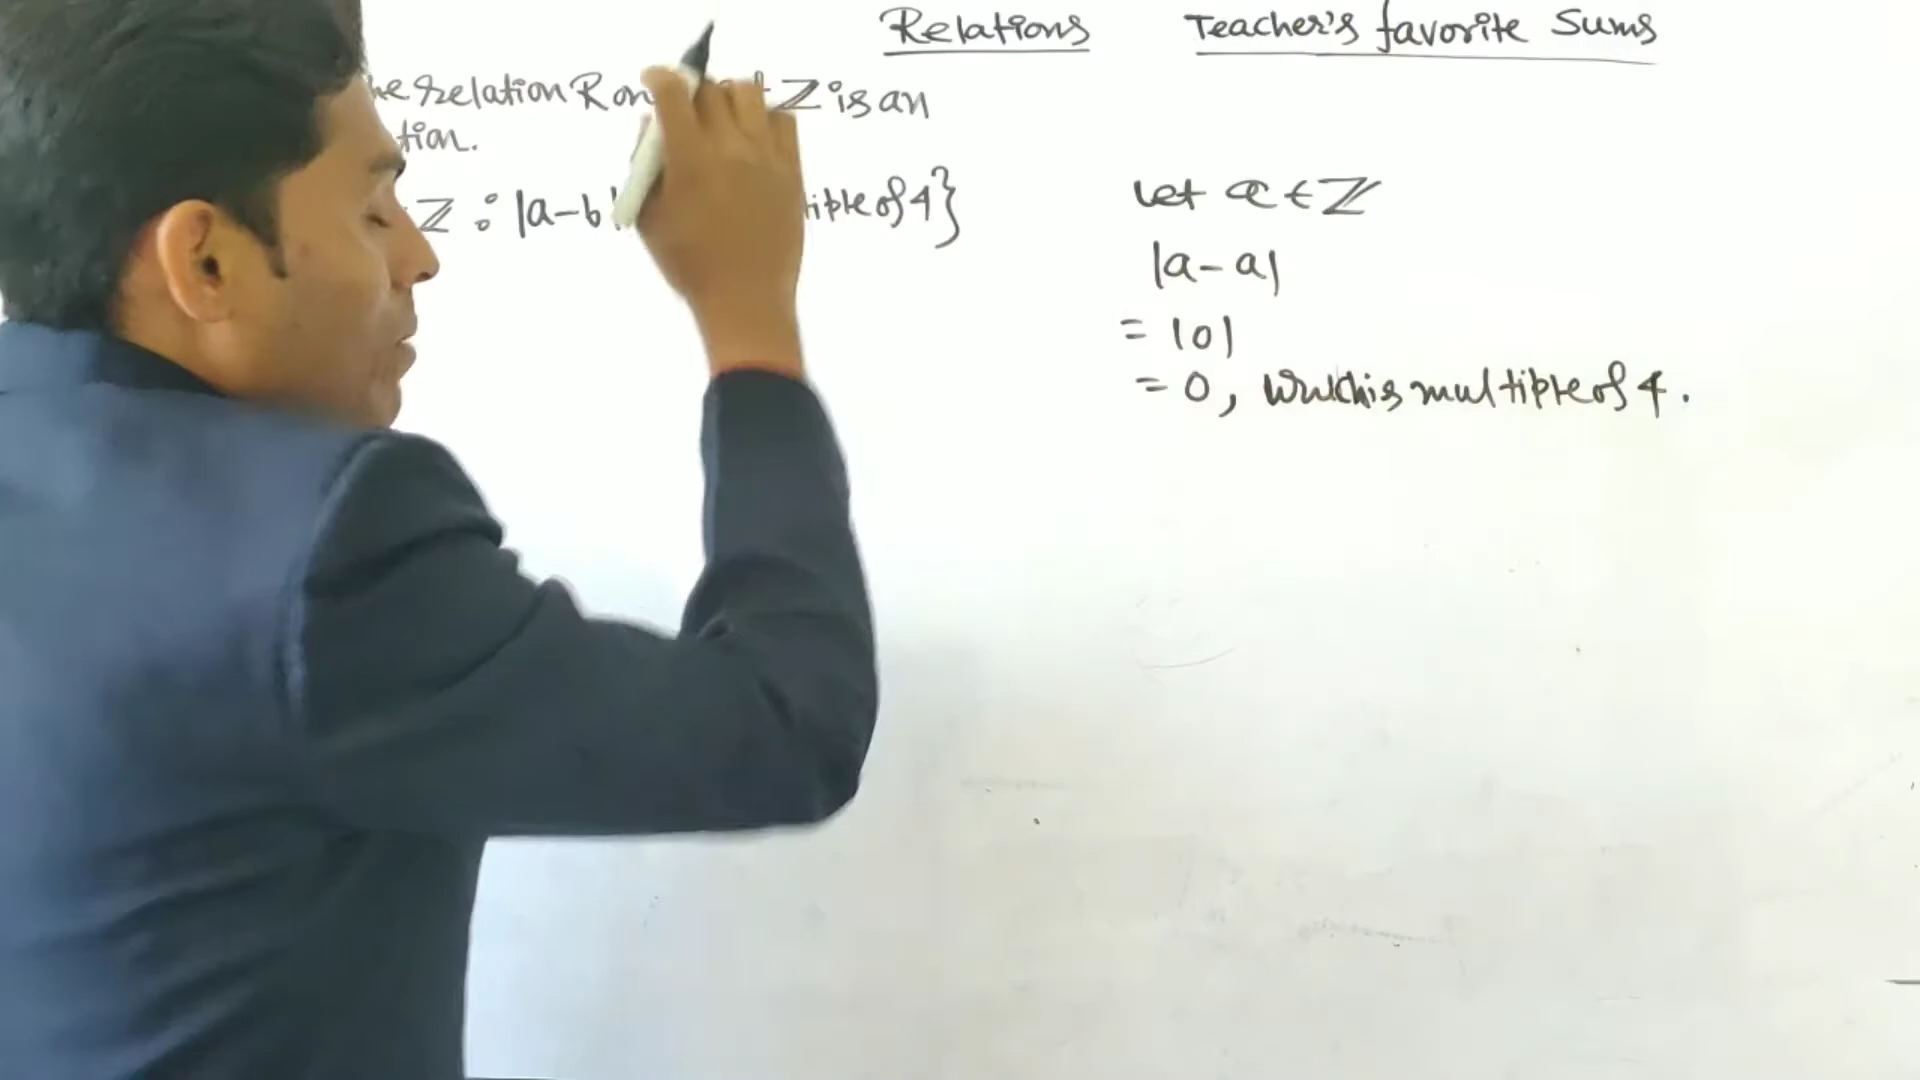 Relations Teacher's favorite Sums
he relation R on Z is an
tion.
Z : |a-b| tiple of 4}
Let a ∈ Z
|a-a|
= |0|
= 0, which is multiple of 4.